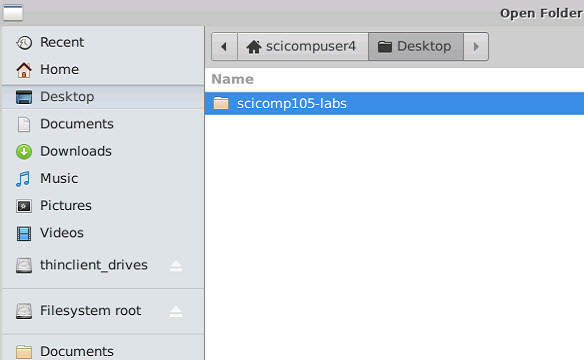 Open Folder
Recent
Home
Desktop
Documents
Downloads
Music
Pictures
Videos
thinclient_drives
Filesystem root
Documents
scicompuser4
Desktop
Name
scicomp105-labs